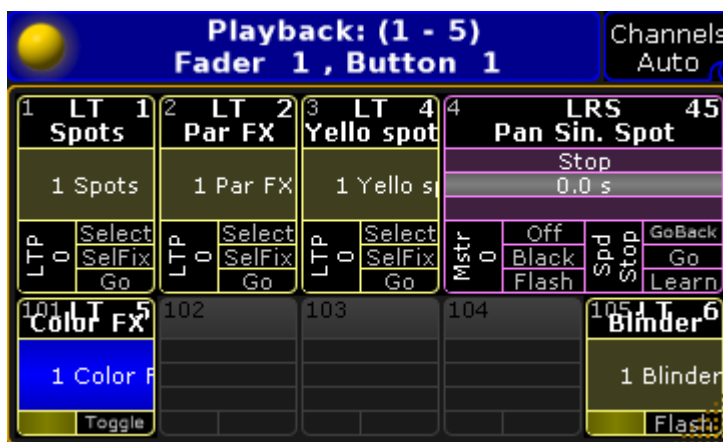 Playback: (1 - 5)
Fader 1 , Button 1
Channels
Auto
1 LT 1
Spots
1 Spots
LTP
0
Select
SelFix
Go
2 LT 2
Par FX
1 Par FX
LTP
0
Select
SelFix
Go
3 LT 4
Yello spot
1 Yello s
LTP
0
Select
SelFix
Go
4 LRS 45
Pan Sin. Spot
Stop
0.0 s
Mstr
0
Off
Black
Flash
Spd
Stop
GoBack
Go
Learn
101 LT 5
Color FX
1 Color F
Toggle
102
103
104
105 LT 6
Blinder
1 Blinder
Flash